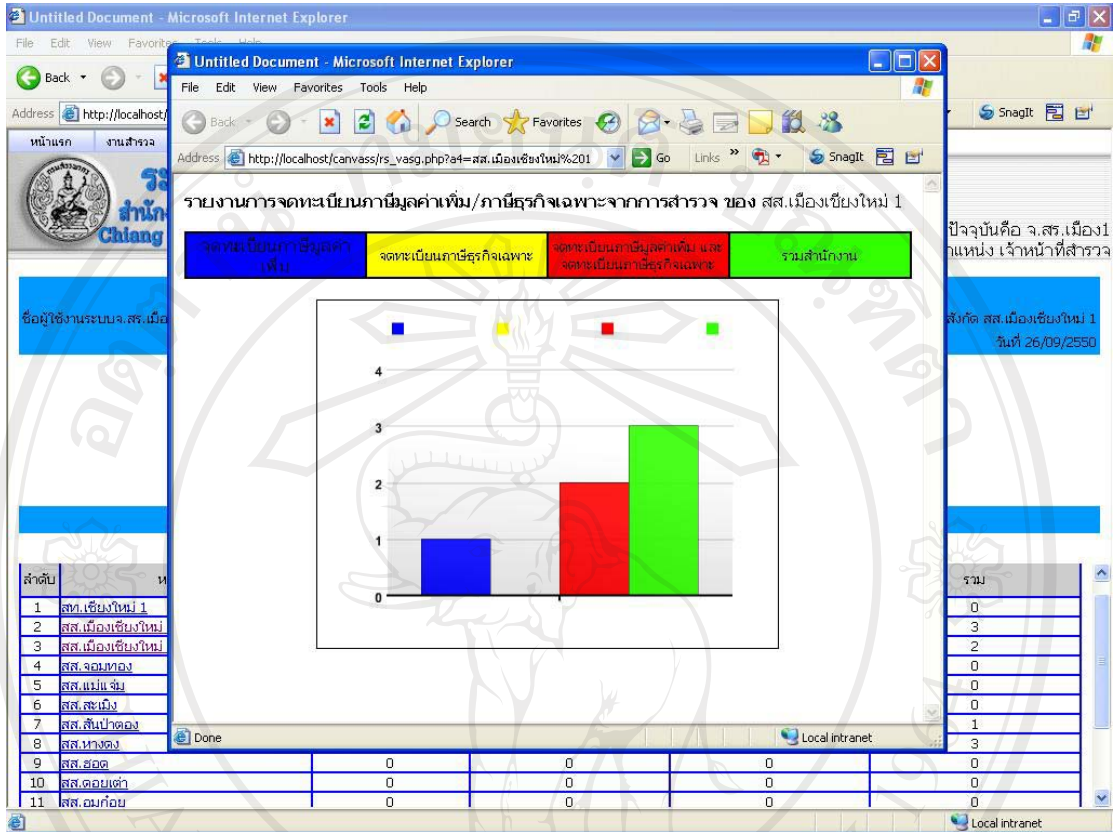 Untitled Document - Microsoft Internet Explorer
File Edit View Favorites Tools Help
Back
Address http://localhost/
SnagIt
หน้าแรก งานสำรวจ
Chiang
ปัจจุบันคือ จ.สร.เมือง1
เจ้าหน้าที่สำรวจ
ชื่อผู้ใช้งานระบบจ.สร.เมือ
สังกัด สส.เมืองเชียงใหม่ 1
วันที่ 26/09/2550
Untitled Document - Microsoft Internet Explorer
File Edit View Favorites Tools Help
Back Search Favorites
Address http://localhost/canvass/rs_vasg.php?a4=สส.เมืองเชียงใหม่%201 Go Links » SnagIt
รายงานการจดทะเบียนภาษีมูลค่าเพิ่ม/ภาษีธุรกิจเฉพาะจากการสำรวจ ของ สส.เมืองเชียงใหม่ 1
จดทะเบียนภาษีมูลค่า
เพิ่ม
จดทะเบียนภาษีธุรกิจเฉพาะ
จดทะเบียนภาษีมูลค่าเพิ่ม และ
จดทะเบียนภาษีธุรกิจเฉพาะ
รวมสำนักงาน
4
3
2
1
0
Done Local intranet
ลำดับ ห รวม
1 สท.เชียงใหม่ 1 0
2 สส.เมืองเชียงใหม่ 3
3 สส.เมืองเชียงใหม่ 2
4 สส.จอมทอง 0
5 สส.แม่แจ่ม 0
6 สส.สะเมิง 0
7 สส.สันป่าตอง 1
8 สส.หางดง 3
9 สส.ฮอด 0 0 0 0
10 สส.ดอยเต่า 0 0 0 0
11 สส.อมก๋อย 0 0 0 0
Local intranet